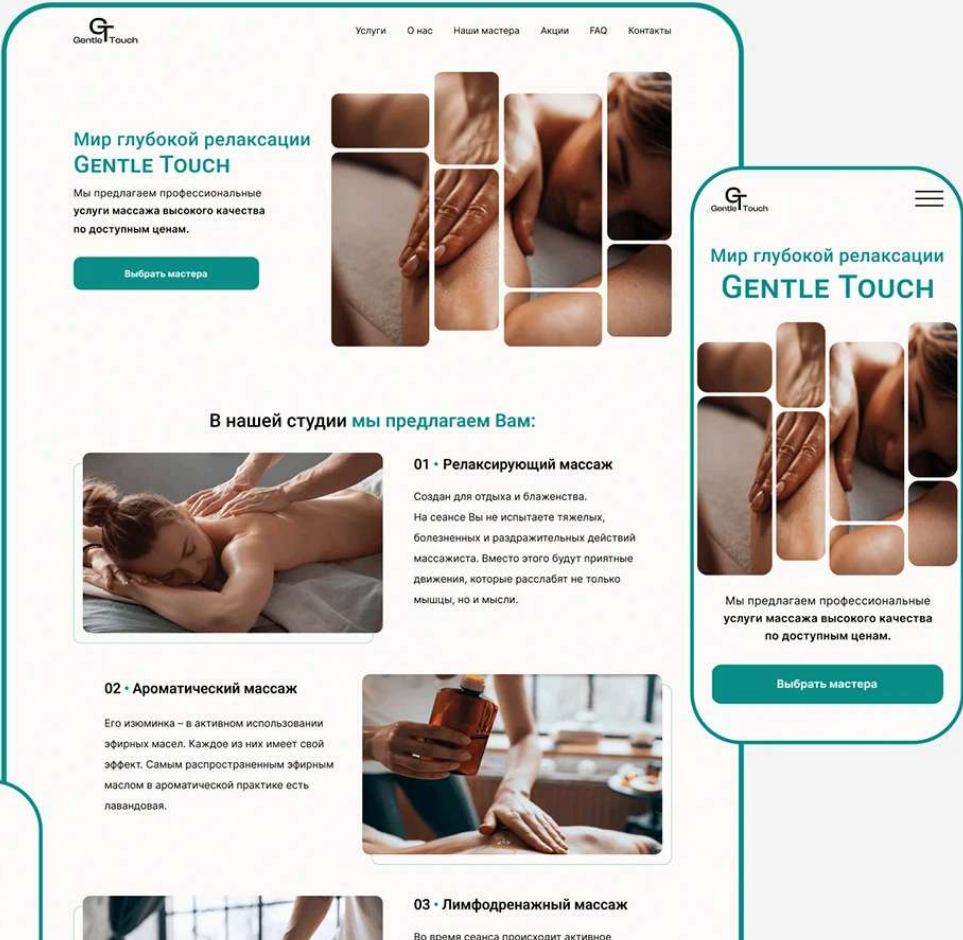 GT
Gentle Touch
Услуги О нас Наши мастера Акции FAQ Контакты
Мир глубокой релаксации
GENTLE TOUCH
Мы предлагаем профессиональные
услуги массажа высокого качества
по доступным ценам.
Выбрать мастера
В нашей студии мы предлагаем Вам:
01 • Релаксирующий массаж
Создан для отдыха и блаженства.
На сеансе Вы не испытаете тяжелых,
болезненных и раздражительных действий
массажиста. Вместо этого будут приятные
движения, которые расслабят не только
мышцы, но и мысли.
02 • Ароматический массаж
Его изюминка – в активном использовании
эфирных масел. Каждое из них имеет свой
эффект. Самым распространенным эфирным
маслом в ароматической практике есть
лавандовая.
03 • Лимфодренажный массаж
Во время сеанса происходит активное
GT
Gentle Touch
Мир глубокой релаксации
GENTLE TOUCH
Мы предлагаем профессиональные
услуги массажа высокого качества
по доступным ценам.
Выбрать мастера